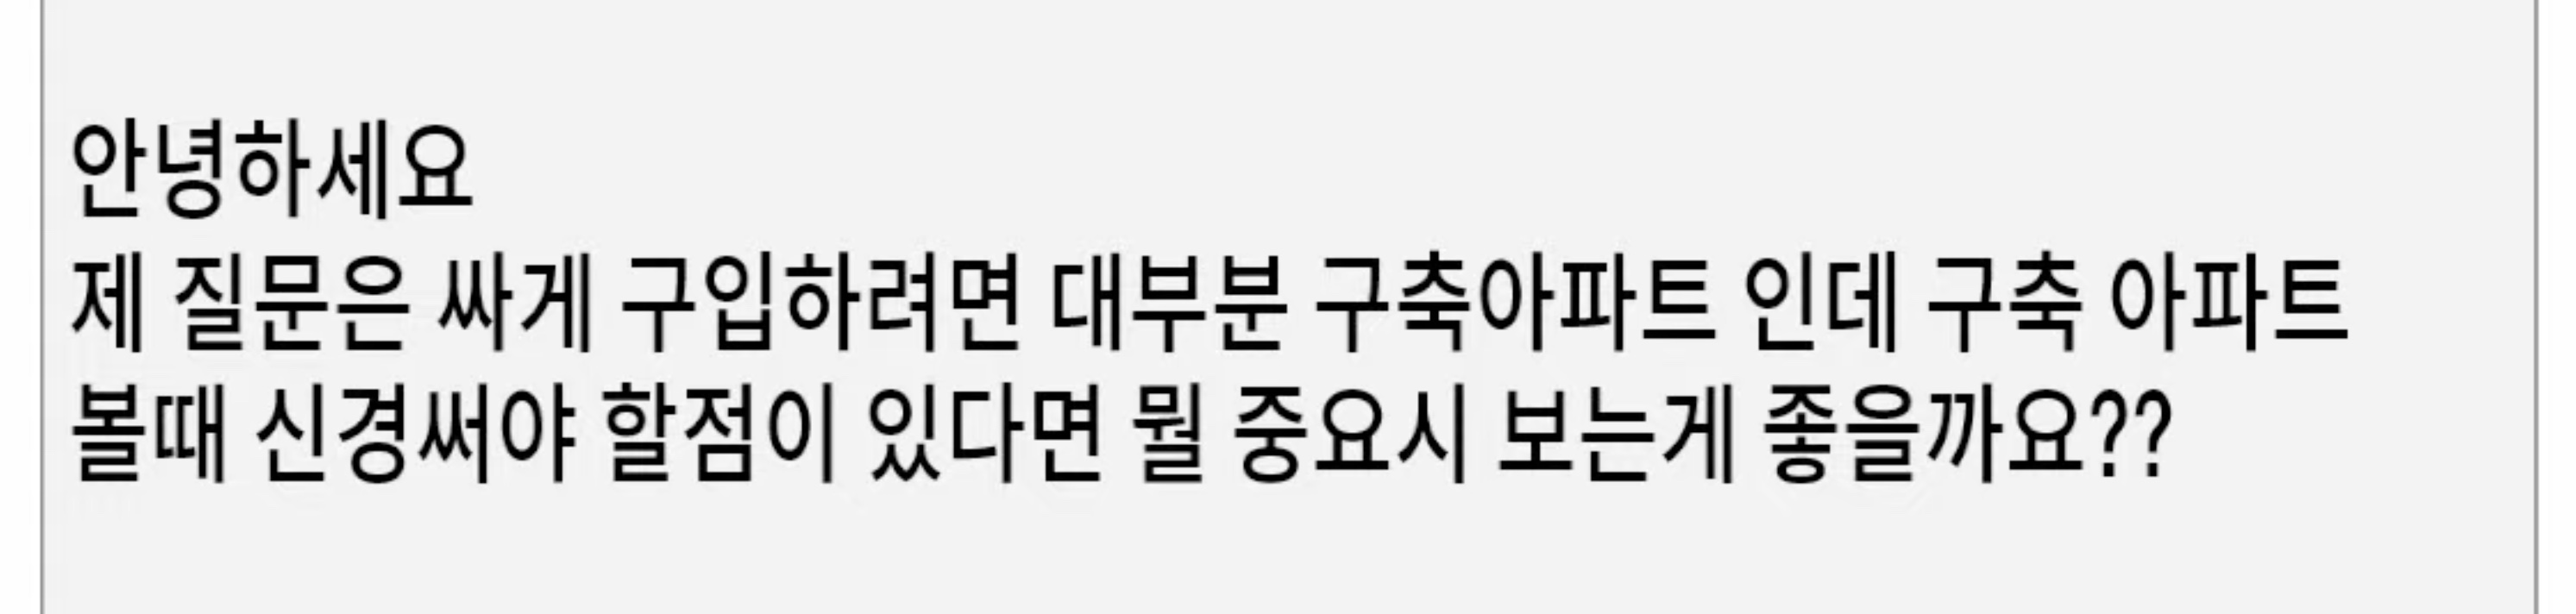 안녕하세요
제 질문은 싸게 구입하려면 대부분 구축아파트 인데 구축 아파트
볼때 신경써야 할점이 있다면 뭘 중요시 보는게 좋을까요??